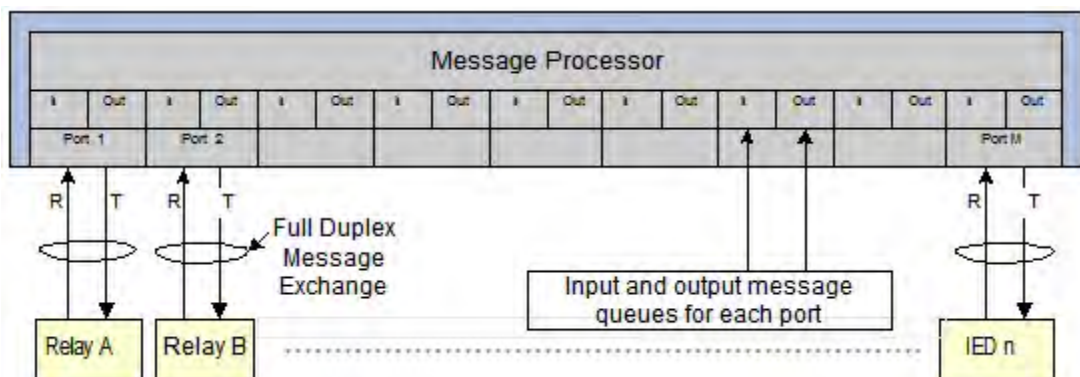 Message Processor
Out Out Out Out Out Out Out Out Out
Port 1 Port 2 Port M
R T R T R T
Full Duplex
Message
Exchange
Input and output message
queues for each port
Relay A Relay B IED n